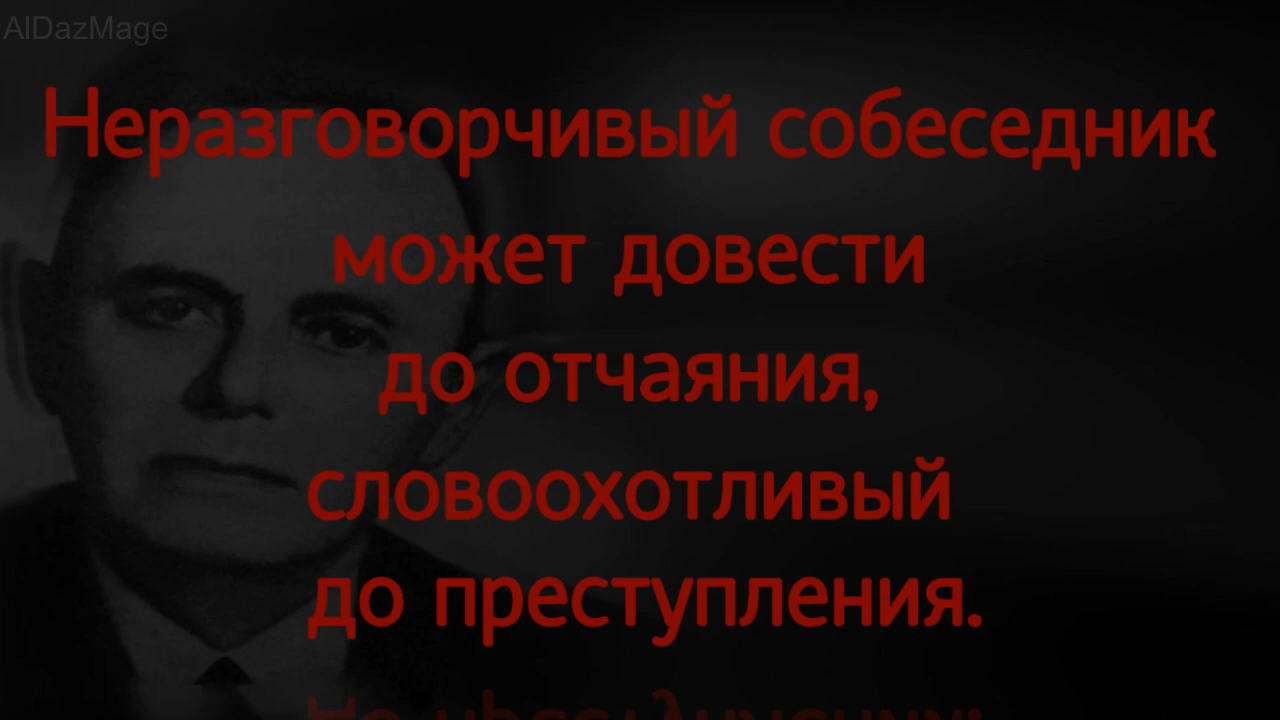 AlDazMage
Неразговорчивый собеседник
может довести
до отчаяния,
словоохотливый
до преступления.